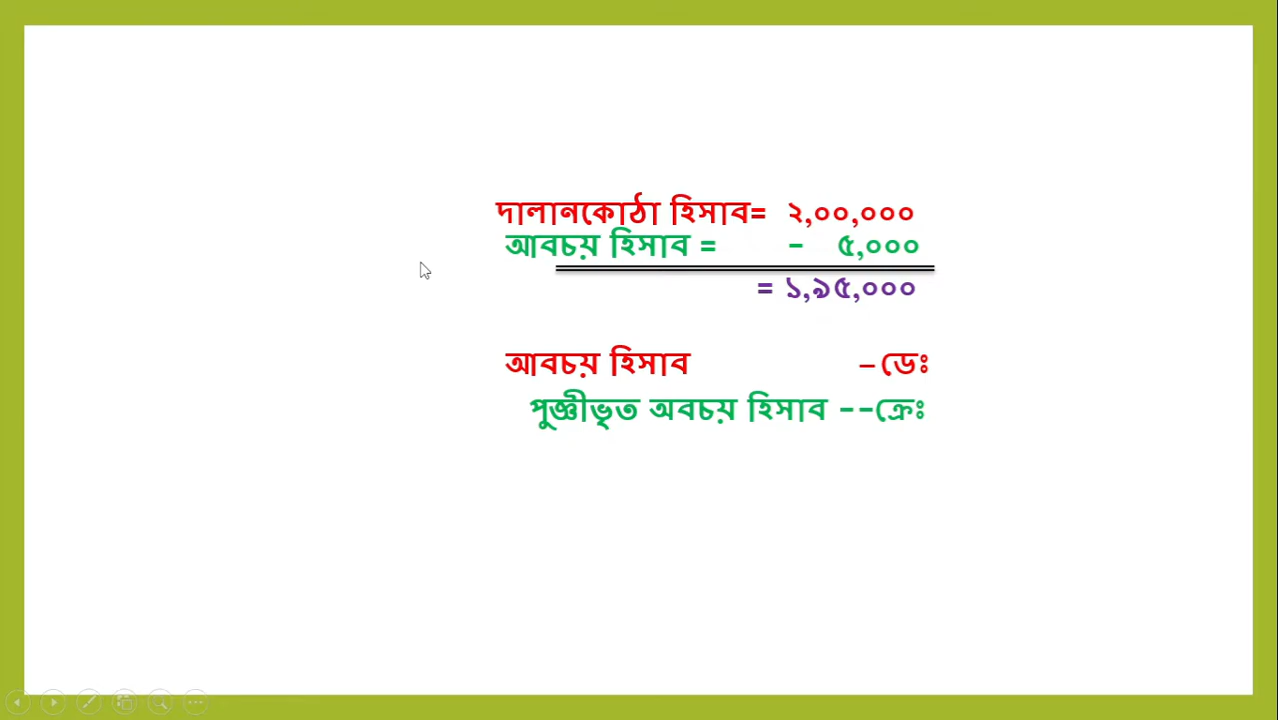 দালানকোঠা হিসাব= ২,০০,০০০
আবচয় হিসাব = - ৫,০০০
= ১,৯৫,০০০
আবচয় হিসাব –ডেঃ
পুজ্ঞীভৃত অবচয় হিসাব --ক্রেঃ